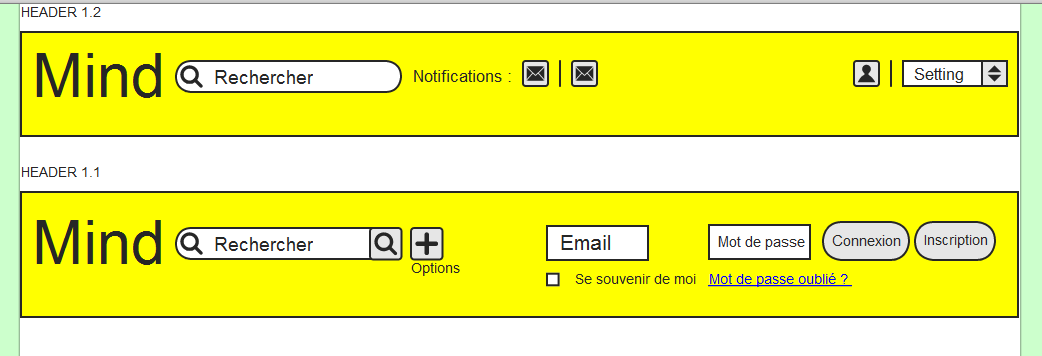 HEADER 1.2
Mind Rechercher Notifications : Setting
HEADER 1.1
Mind Rechercher Email Mot de passe Connexion Inscription
Options
Se souvenir de moi Mot de passe oublié ?